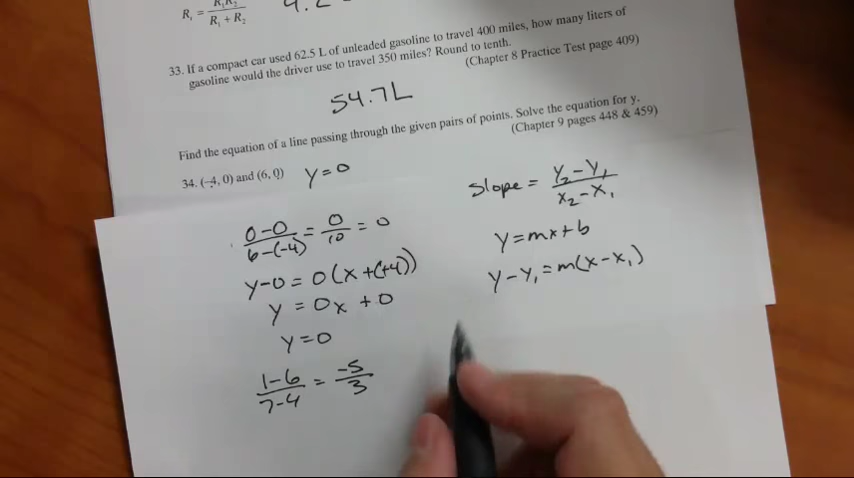 R₁ = R₁R₂ / R₁ + R₂
33. If a compact car used 62.5 L of unleaded gasoline to travel 400 miles, how many liters of
gasoline would the driver use to travel 350 miles? Round to tenth.
(Chapter 8 Practice Test page 409)
54.7L
Find the equation of a line passing through the given pairs of points. Solve the equation for y.
(Chapter 9 pages 448 & 459)
34. (–4, 0) and (6, 0) y=0
slope = y₂-y₁ / x₂-x₁
y=mx+b
y-y₁=m(x-x₁)
0-0 / 6-(-4) = 0/10 = 0
y-0=0(x+(+4))
y =0x +0
y=0
1-6 / 7-4 = -5/3